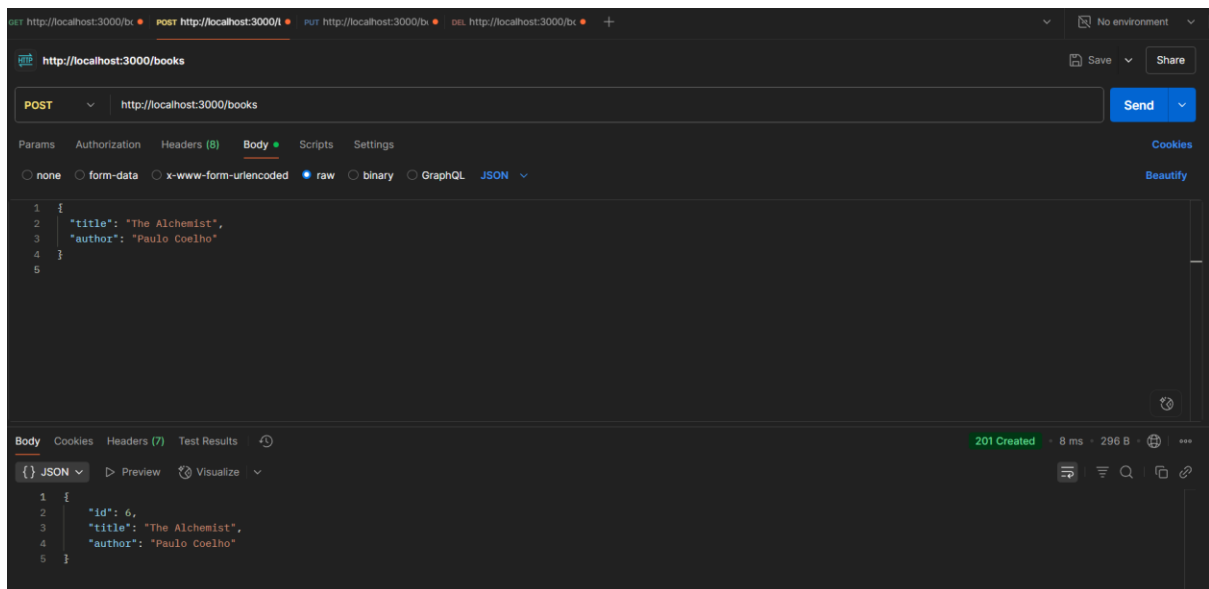 GET http://localhost:3000/bc POST http://localhost:3000/l PUT http://localhost:3000/bc DEL http://localhost:3000/bc + No environment
HTTP http://localhost:3000/books Save Share
POST http://localhost:3000/books Send
Params Authorization Headers (8) Body Scripts Settings Cookies
none form-data x-www-form-urlencoded raw binary GraphQL JSON Beautify
1 {
2 "title": "The Alchemist",
3 "author": "Paulo Coelho"
4 }
5
Body Cookies Headers (7) Test Results 201 Created 8 ms 296 B
{} JSON Preview Visualize
1 {
2 "id": 6,
3 "title": "The Alchemist",
4 "author": "Paulo Coelho"
5 }